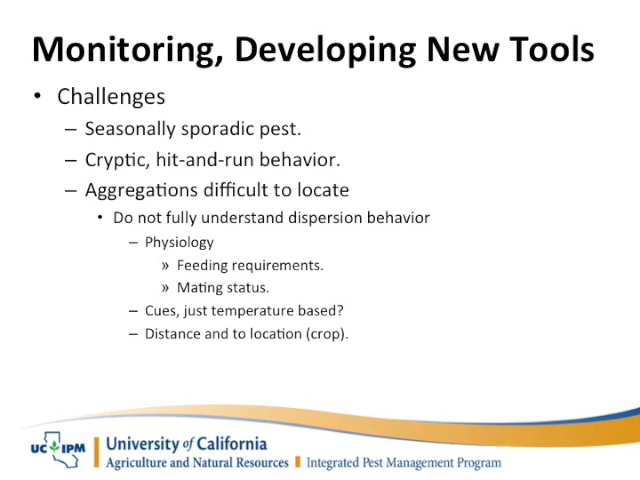 Monitoring, Developing New Tools
• Challenges
– Seasonally sporadic pest.
– Cryptic, hit-and-run behavior.
– Aggregations difficult to locate
• Do not fully understand dispersion behavior
– Physiology
» Feeding requirements.
» Mating status.
– Cues, just temperature based?
– Distance and to location (crop).
UC IPM
University of California
Agriculture and Natural Resources Integrated Pest Management Program